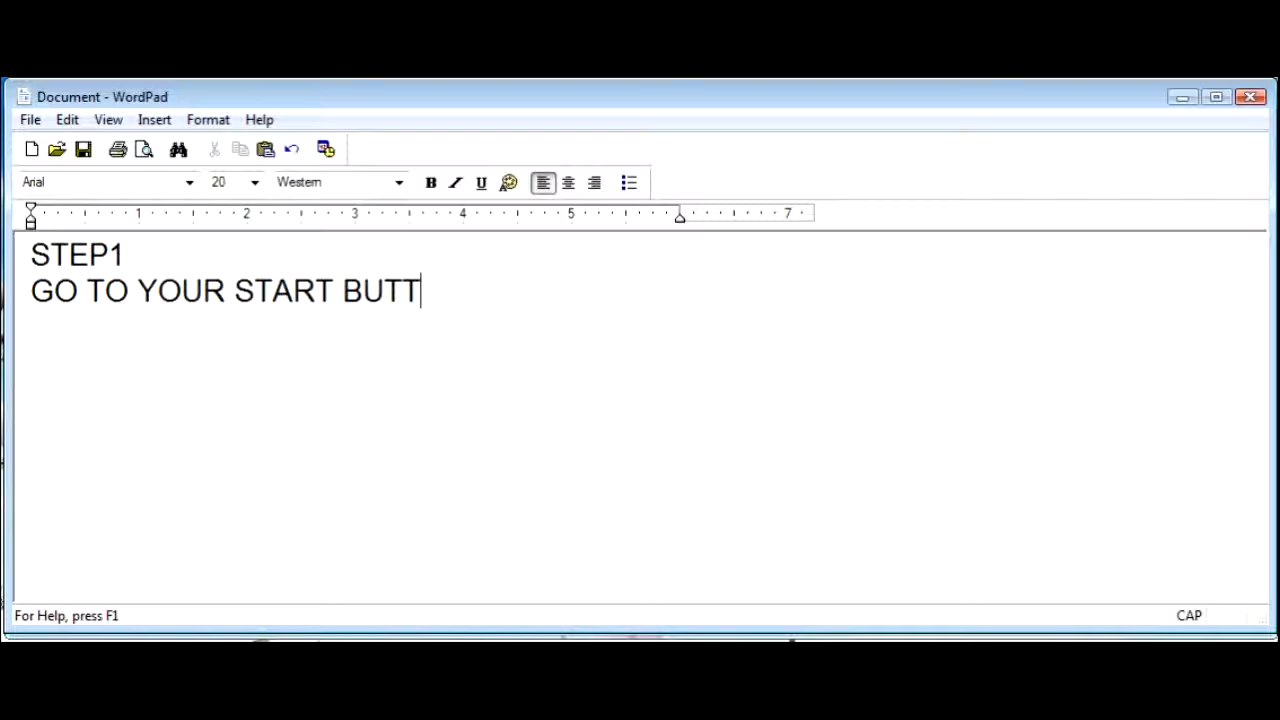 Document - WordPad
File Edit View Insert Format Help
Arial 20 Western B I U
1 2 3 4 5 7
STEP1
GO TO YOUR START BUTT
For Help, press F1 CAP